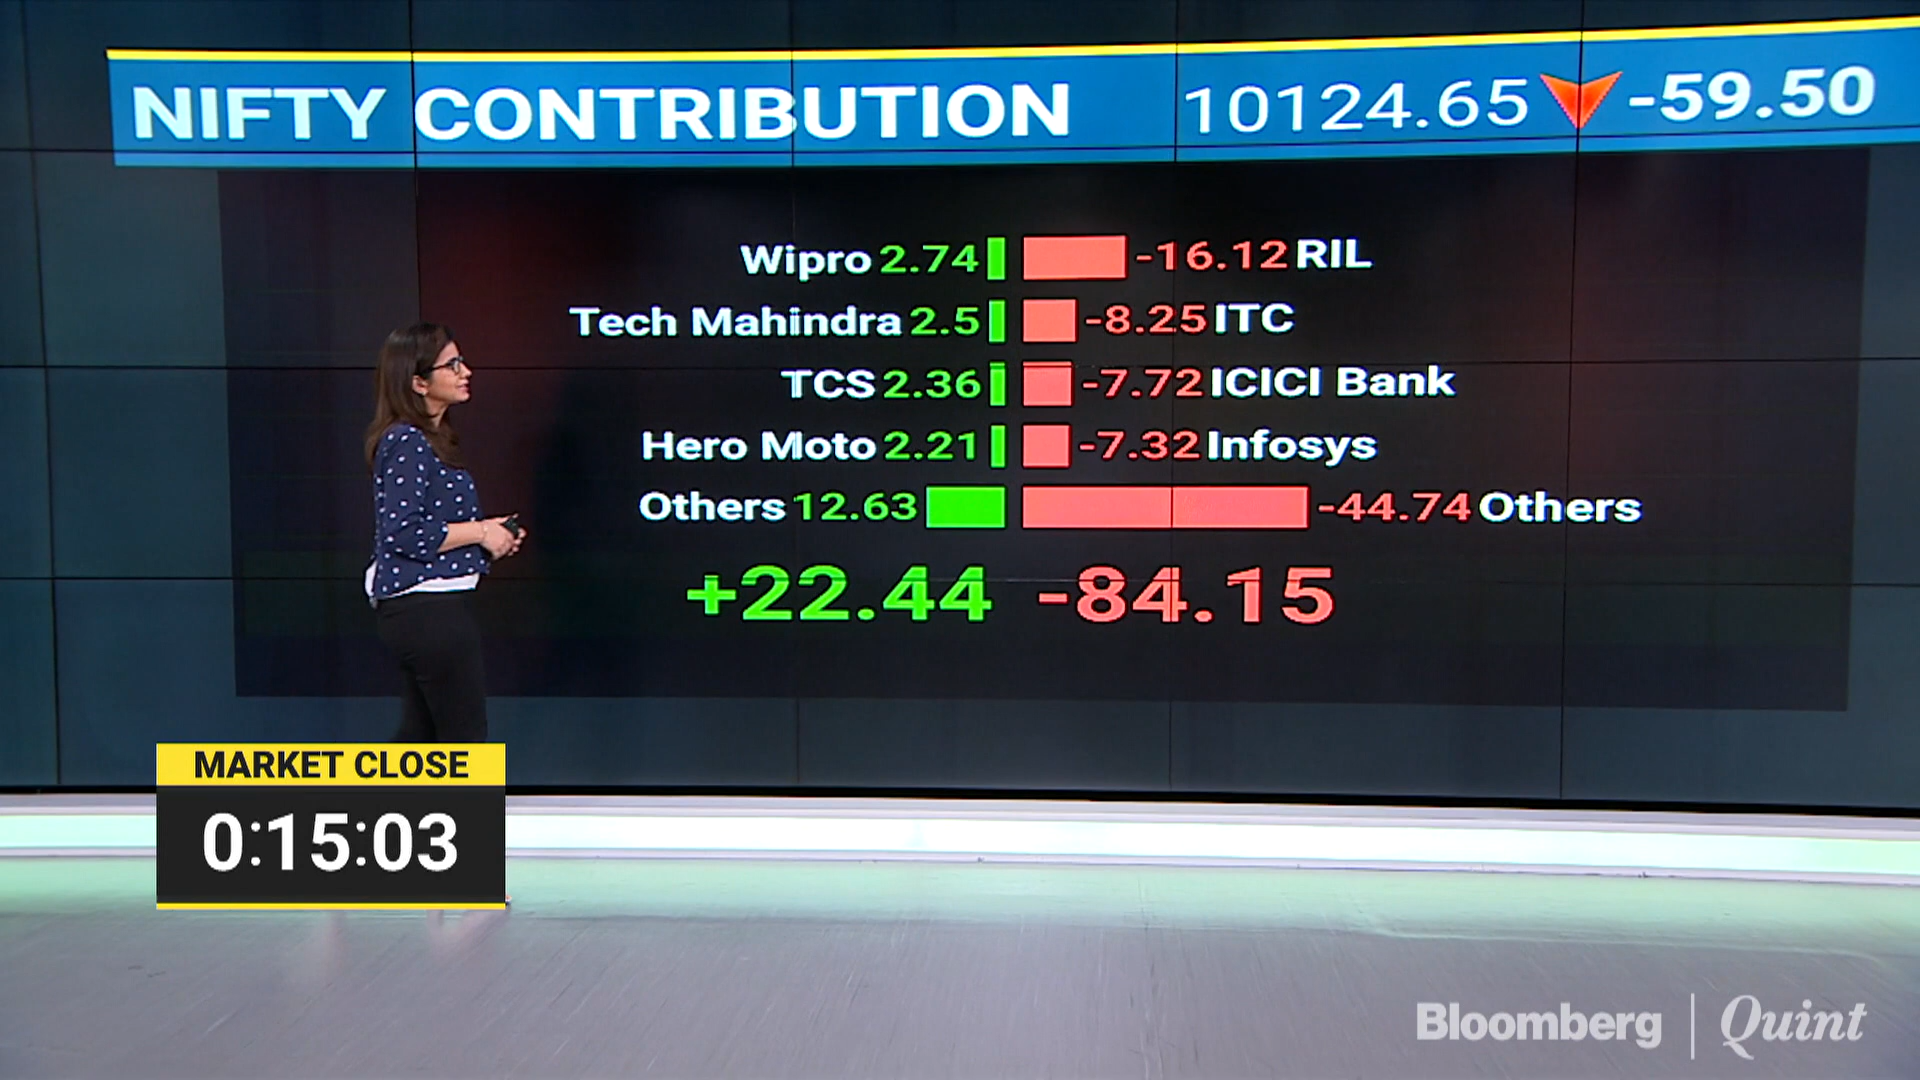 NIFTY CONTRIBUTION 10124.65 -59.50
Wipro 2.74 -16.12 RIL
Tech Mahindra 2.5 -8.25 ITC
TCS 2.36 -7.72 ICICI Bank
Hero Moto 2.21 -7.32 Infosys
Others 12.63 -44.74 Others
+22.44 -84.15
MARKET CLOSE
0:15:03
Bloomberg | Quint